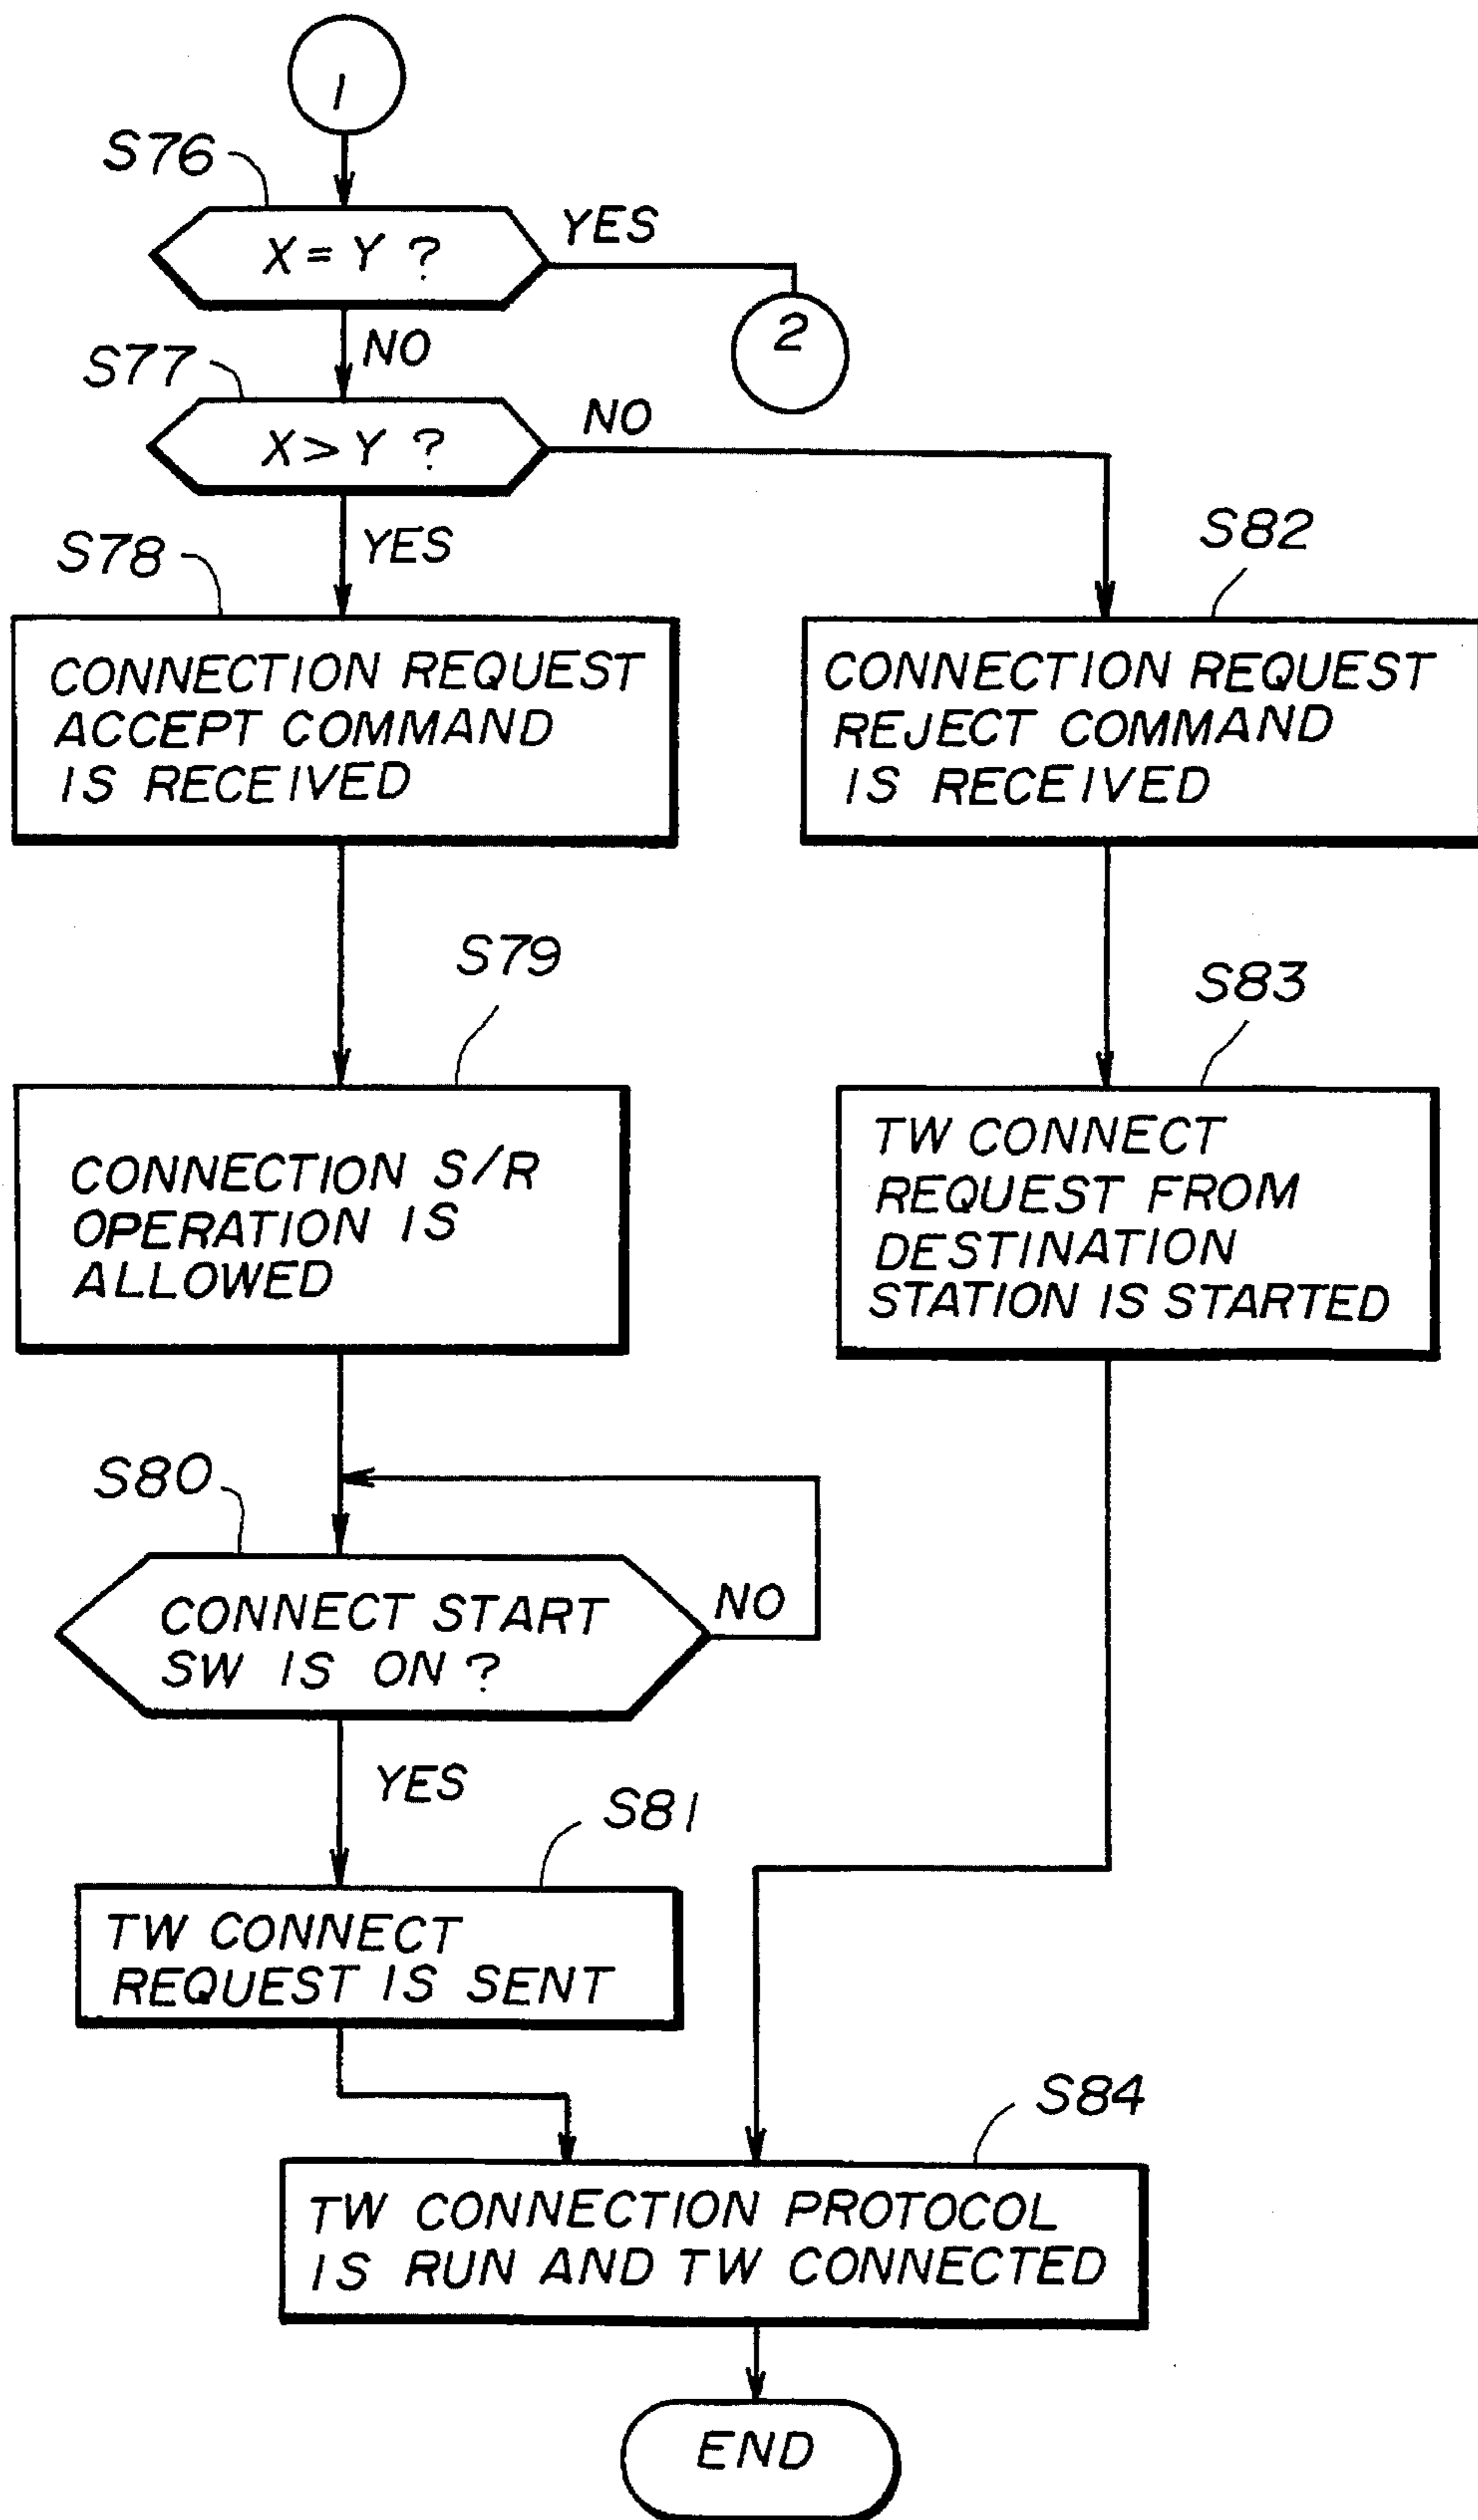 1
S76
X = Y ?
YES
2
NO
S77
X > Y ?
NO
YES
S78
CONNECTION REQUEST
ACCEPT COMMAND
IS RECEIVED
S82
CONNECTION REQUEST
REJECT COMMAND
IS RECEIVED
S79
CONNECTION S/R
OPERATION IS
ALLOWED
S83
TW CONNECT
REQUEST FROM
DESTINATION
STATION IS STARTED
S80
CONNECT START
SW IS ON ?
NO
YES
S81
TW CONNECT
REQUEST IS SENT
S84
TW CONNECTION PROTOCOL
IS RUN AND TW CONNECTED
END